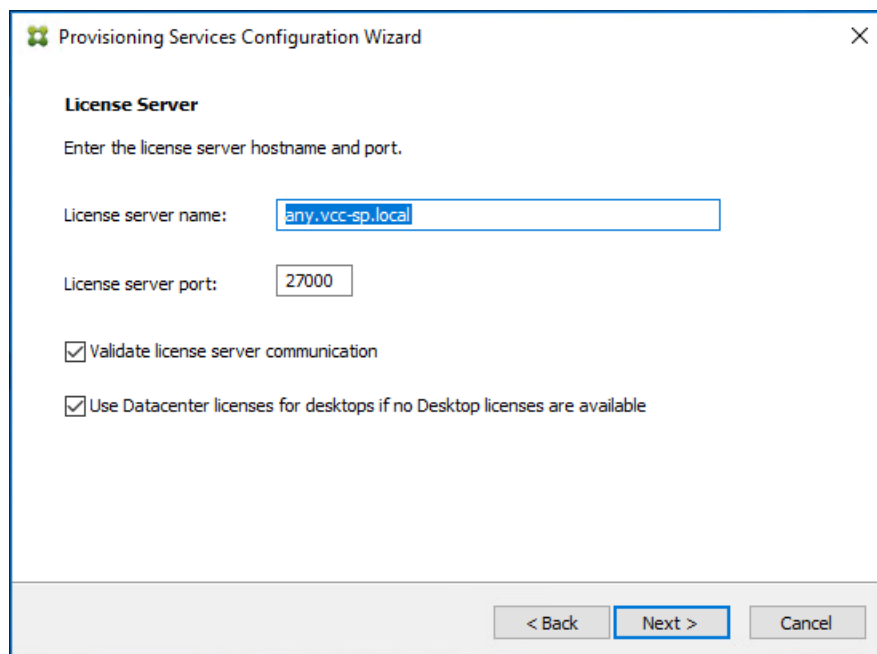 Provisioning Services Configuration Wizard
License Server
Enter the license server hostname and port.
License server name: any.vcc-sp.local
License server port: 27000
Validate license server communication
Use Datacenter licenses for desktops if no Desktop licenses are available
< Back Next > Cancel